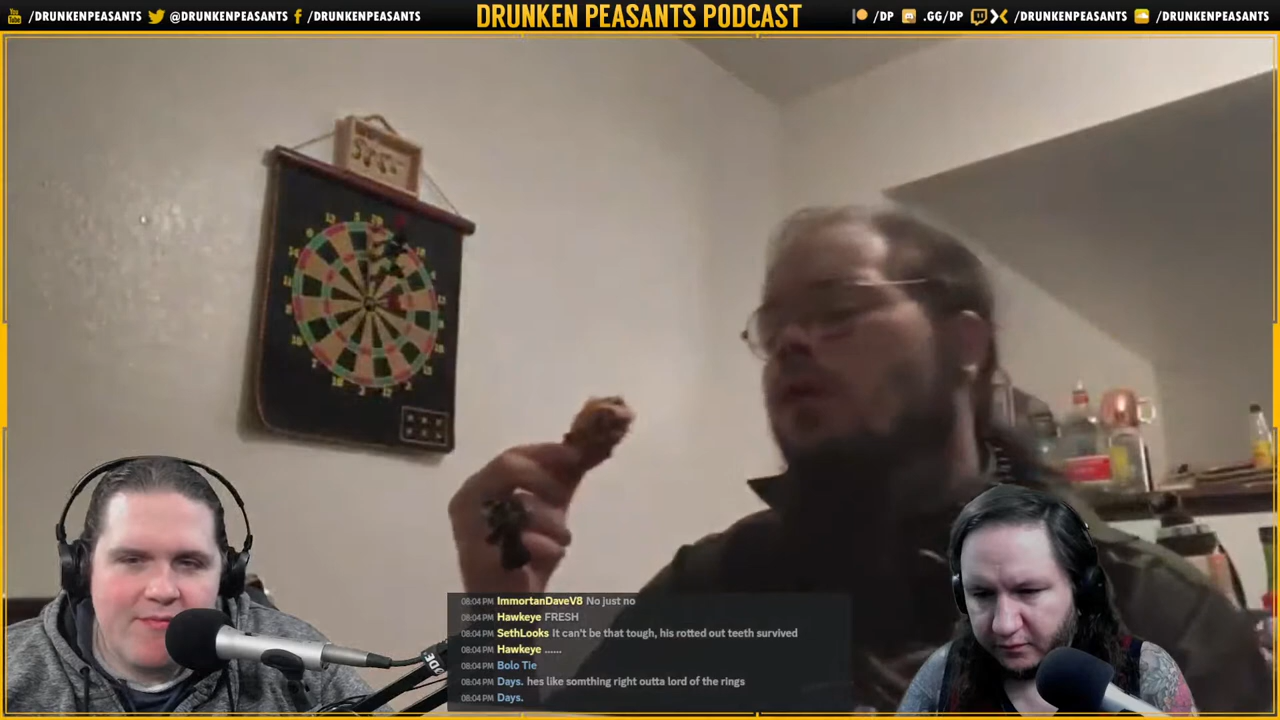 /DRUNKENPEASANTS @DRUNKENPEASANTS /DRUNKENPEASANTS DRUNKEN PEASANTS PODCAST /DP .GG/DP /DRUNKENPEASANTS /DRUNKENPEASANTS
08:04 PM ImmortanDaveV8 No just no
08:04 PM Hawkeye FRESH
08:04 PM SethLooks It can't be that tough, his rotted out teeth survived
08:04 PM Hawkeye ......
08:04 PM Bolo Tie
08:04 PM Days. hes like somthing right outta lord of the rings
08:04 PM Days.